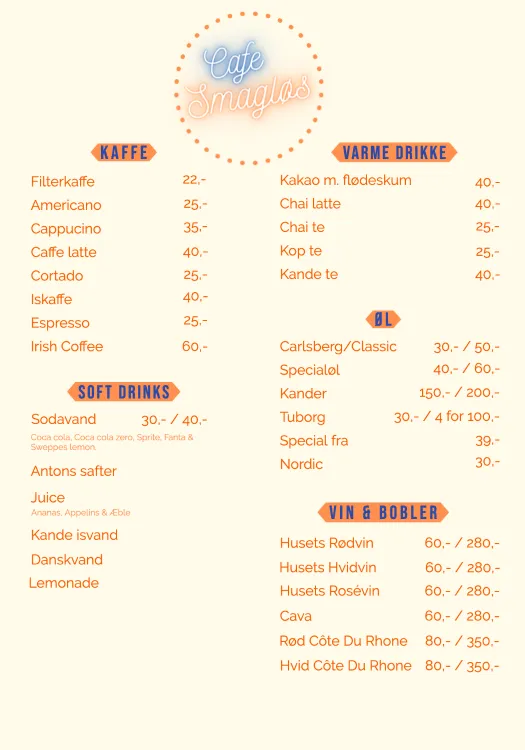 Cafe
Smagløs
KAFFE
Filterkaffe 22,-
Americano 25,-
Cappucino 35,-
Caffe latte 40,-
Cortado 25,-
Iskaffe 40,-
Espresso 25,-
Irish Coffee 60,-
SOFT DRINKS
Sodavand 30,- / 40,-
Coca cola, Coca cola zero, Sprite, Fanta &
Sweppes lemon.
Antons safter
Juice
Ananas, Appelins & Æble
Kande isvand
Danskvand
Lemonade
VARME DRIKKE
Kakao m. flødeskum 40,-
Chai latte 40,-
Chai te 25,-
Kop te 25,-
Kande te 40,-
ØL
Carlsberg/Classic 30,- / 50,-
Specialøl 40,- / 60,-
Kander 150,- / 200,-
Tuborg 30,- / 4 for 100,-
Special fra 39,-
Nordic 30,-
VIN & BOBLER
Husets Rødvin 60,- / 280,-
Husets Hvidvin 60,- / 280,-
Husets Rosévin 60,- / 280,-
Cava 60,- / 280,-
Rød Côte Du Rhone 80,- / 350,-
Hvid Côte Du Rhone 80,- / 350,-